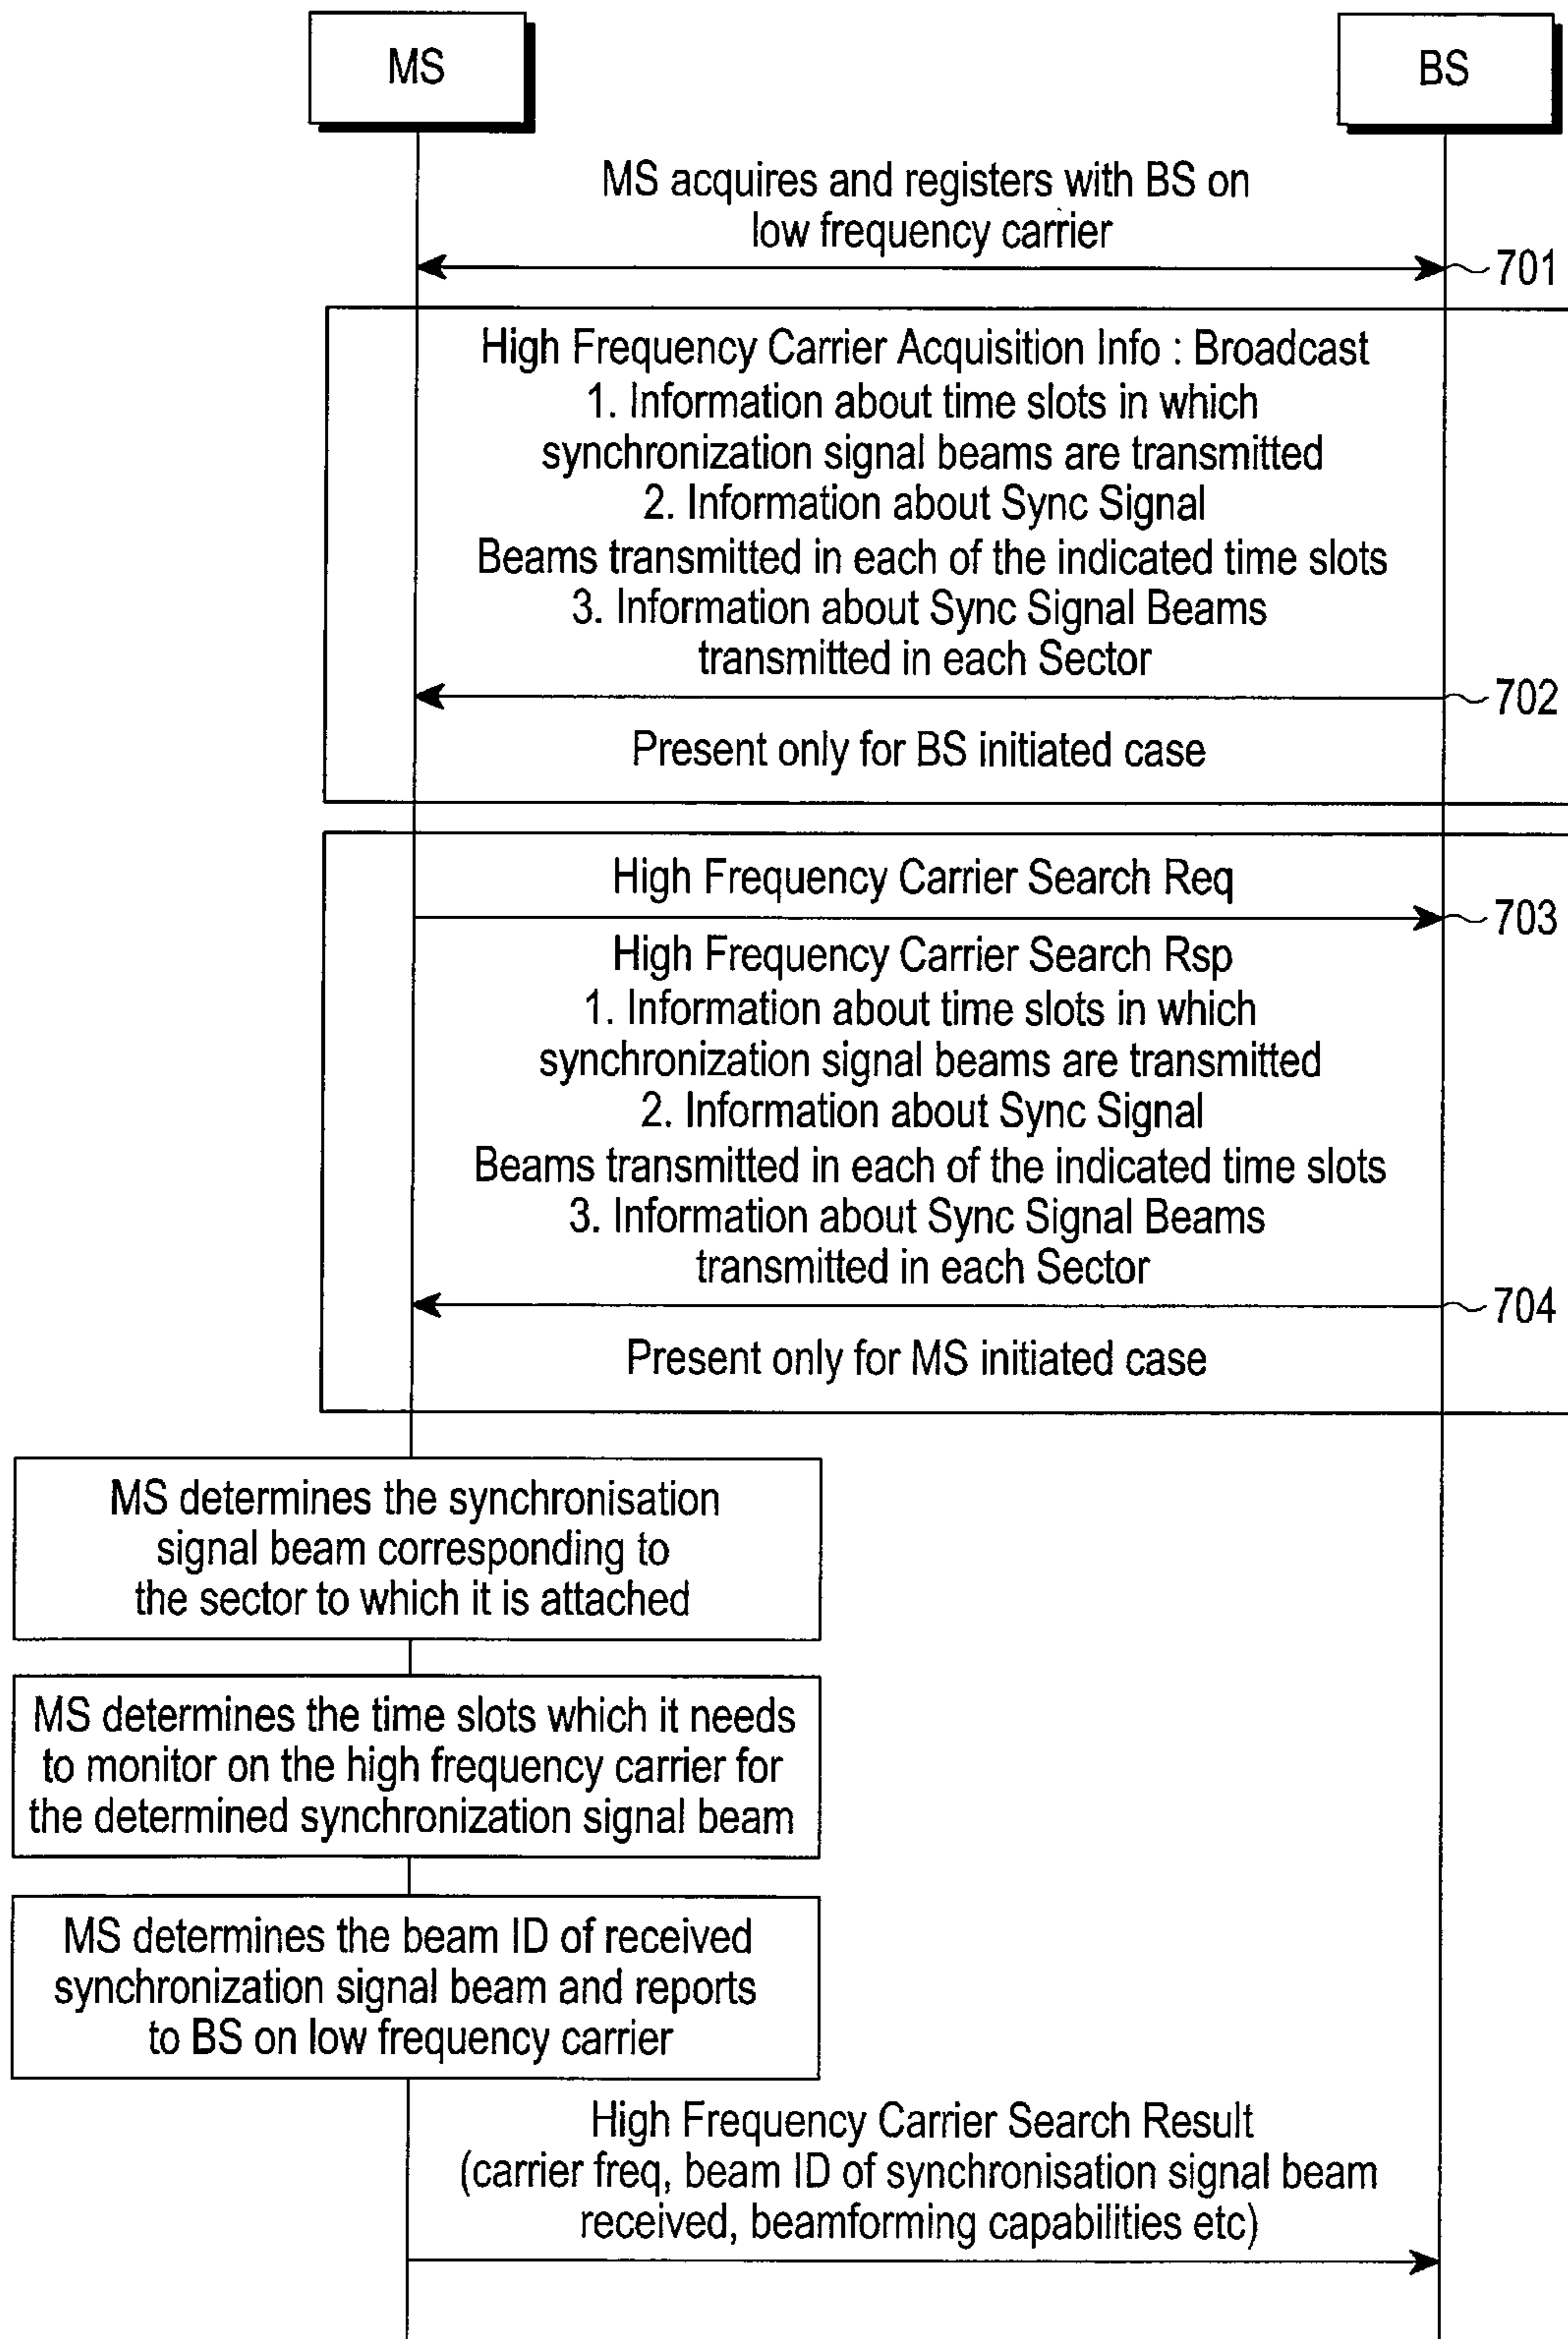 MS
BS
MS acquires and registers with BS on
low frequency carrier
701
High Frequency Carrier Acquisition Info : Broadcast
1. Information about time slots in which
synchronization signal beams are transmitted
2. Information about Sync Signal
Beams transmitted in each of the indicated time slots
3. Information about Sync Signal Beams
transmitted in each Sector
702
Present only for BS initiated case
High Frequency Carrier Search Req
703
High Frequency Carrier Search Rsp
1. Information about time slots in which
synchronization signal beams are transmitted
2. Information about Sync Signal
Beams transmitted in each of the indicated time slots
3. Information about Sync Signal Beams
transmitted in each Sector
704
Present only for MS initiated case
MS determines the synchronisation
signal beam corresponding to
the sector to which it is attached
MS determines the time slots which it needs
to monitor on the high frequency carrier for
the determined synchronization signal beam
MS determines the beam ID of received
synchronization signal beam and reports
to BS on low frequency carrier
High Frequency Carrier Search Result
(carrier freq, beam ID of synchronisation signal beam
received, beamforming capabilities etc)